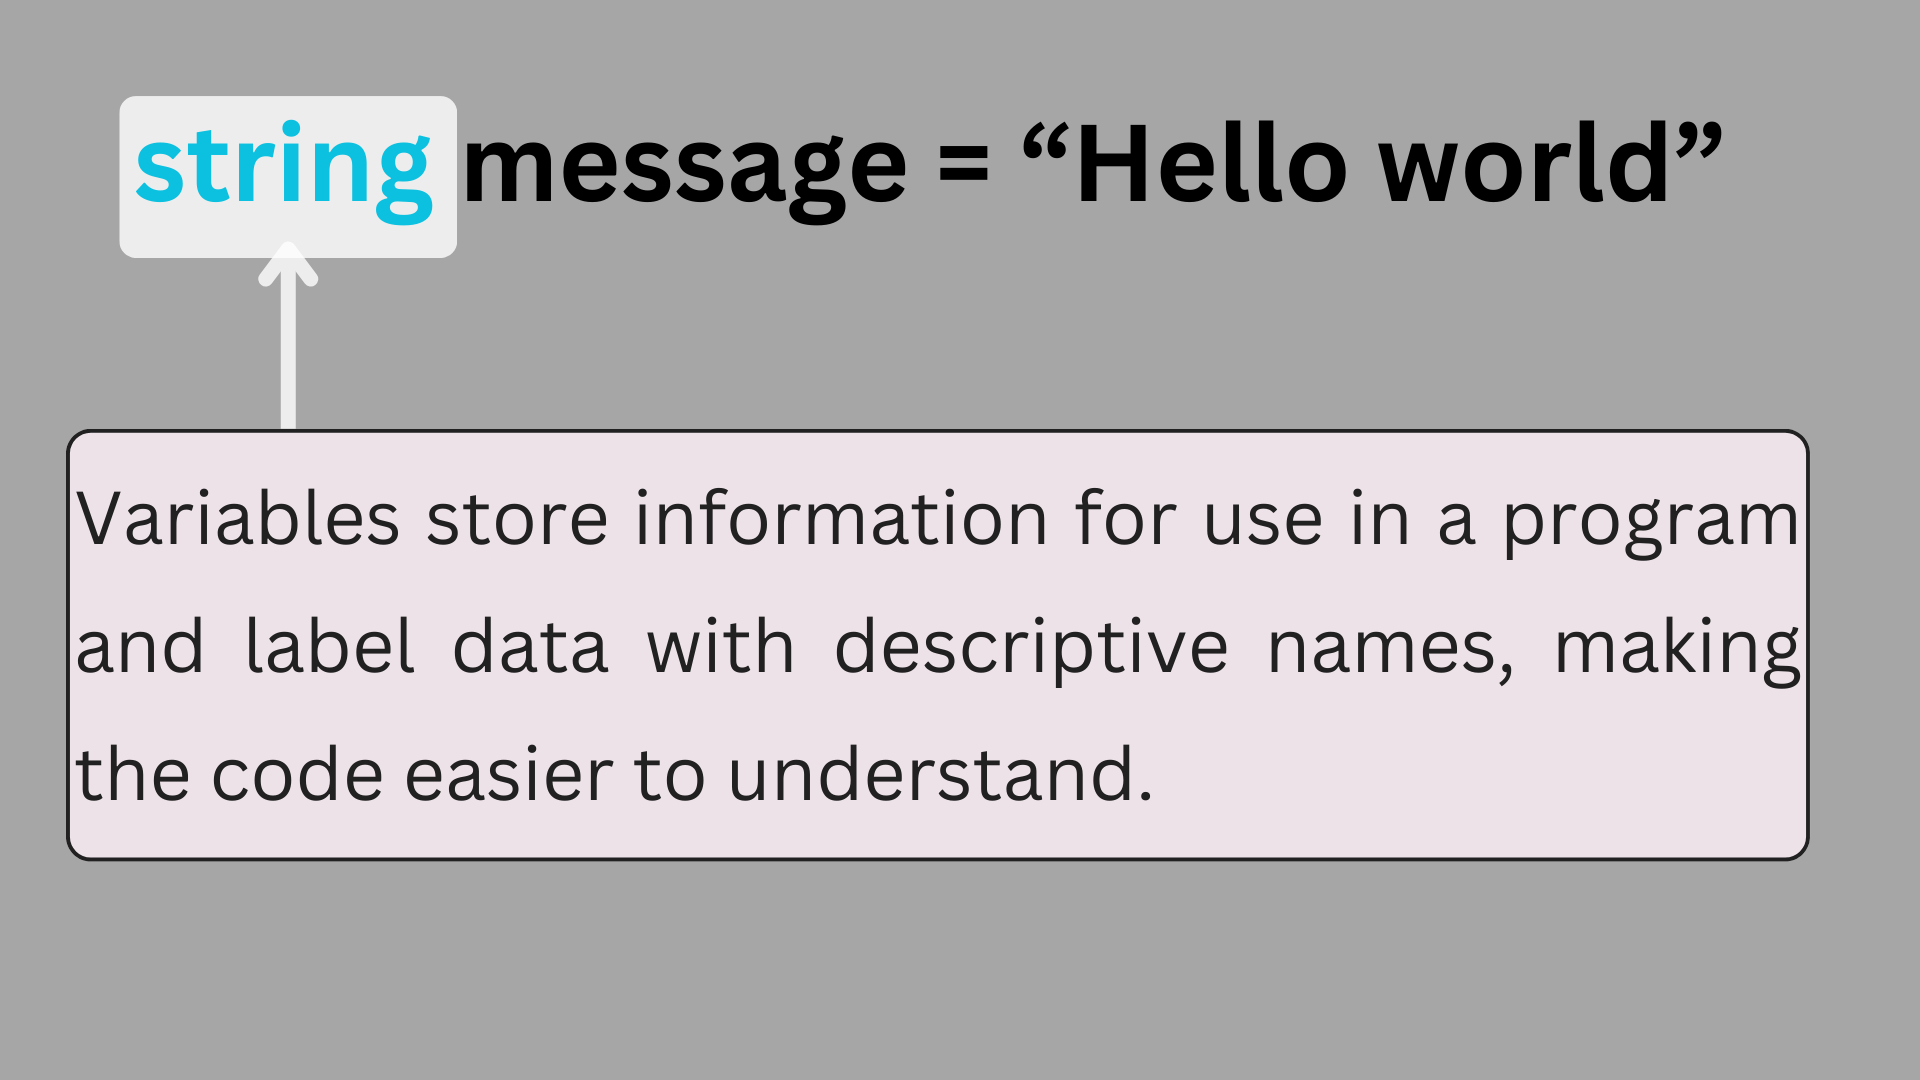 string message = “Hello world”
Variables store information for use in a program
and label data with descriptive names, making
the code easier to understand.